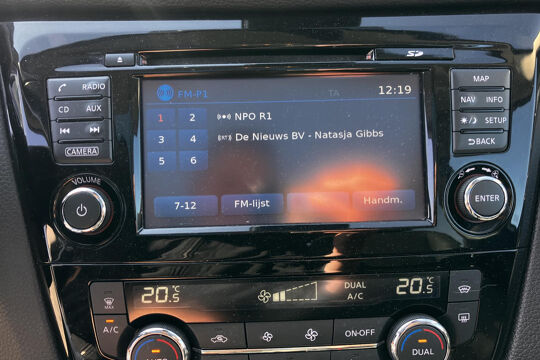 SD
RADIO
CD AUX
CAMERA
VOLUME
FM-P1 TA 12:19
1 2 NPO R1
3 4 De Nieuws BV - Natasja Gibbs
5 6
7-12 FM-lijst Handm.
MAP
NAV INFO
SETUP
BACK
ENTER
20.5 °C DUAL A/C 20.5 °C
MAX
A/C
ON·OFF
AUTO
DUAL